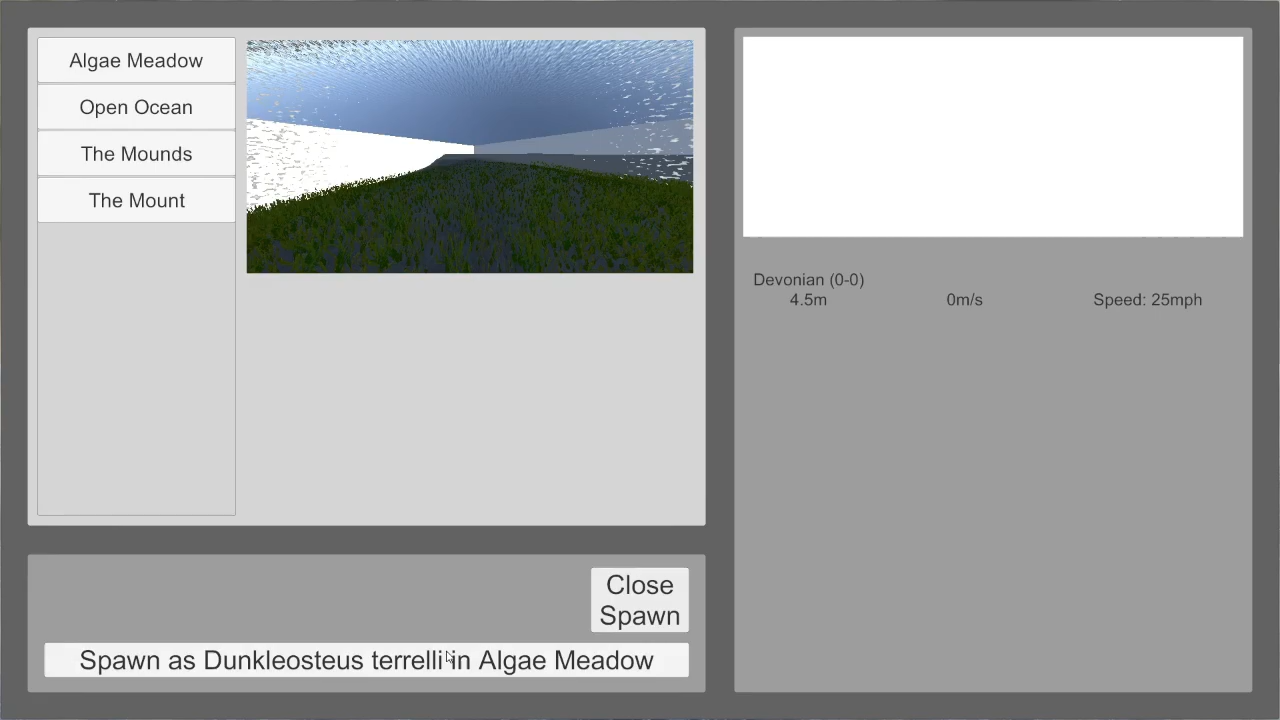 Algae Meadow
Open Ocean
The Mounds
The Mount
Devonian (0-0)
4.5m 0m/s Speed: 25mph
Close
Spawn
Spawn as Dunkleosteus terrelli in Algae Meadow